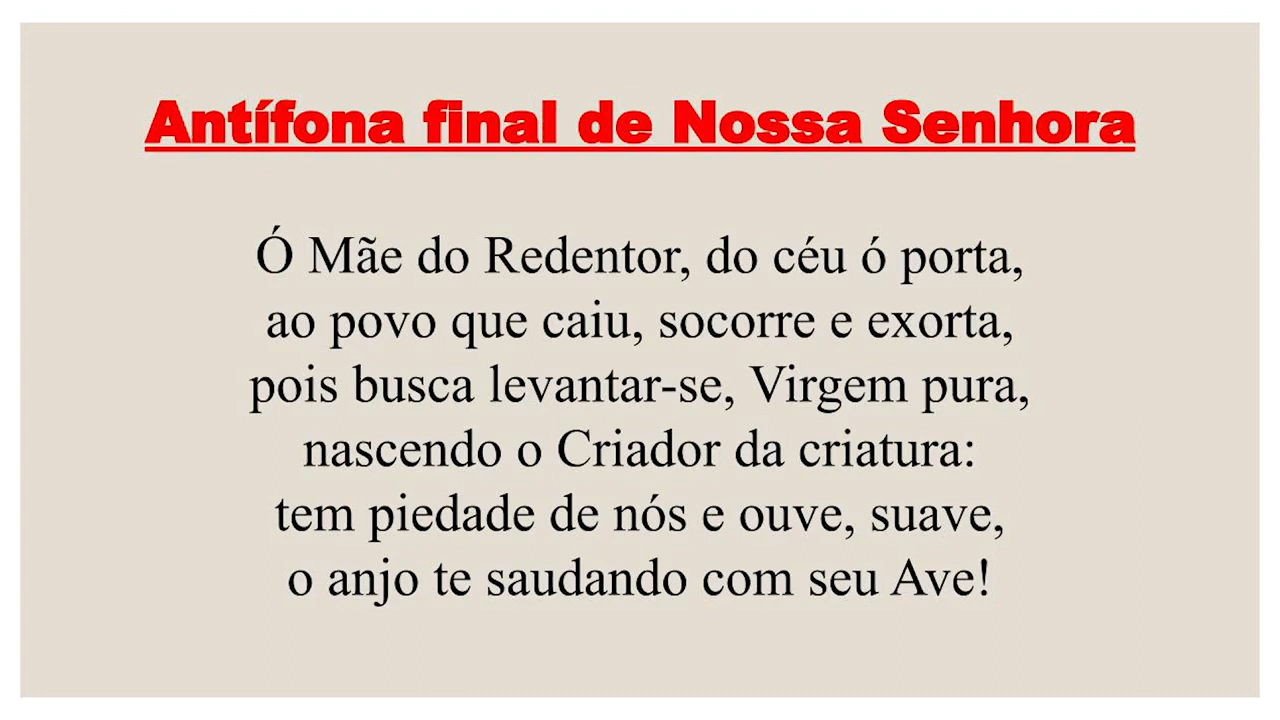 Antífona final de Nossa Senhora
Ó Mãe do Redentor, do céu ó porta,
ao povo que caiu, socorre e exorta,
pois busca levantar-se, Virgem pura,
nascendo o Criador da criatura:
tem piedade de nós e ouve, suave,
o anjo te saudando com seu Ave!